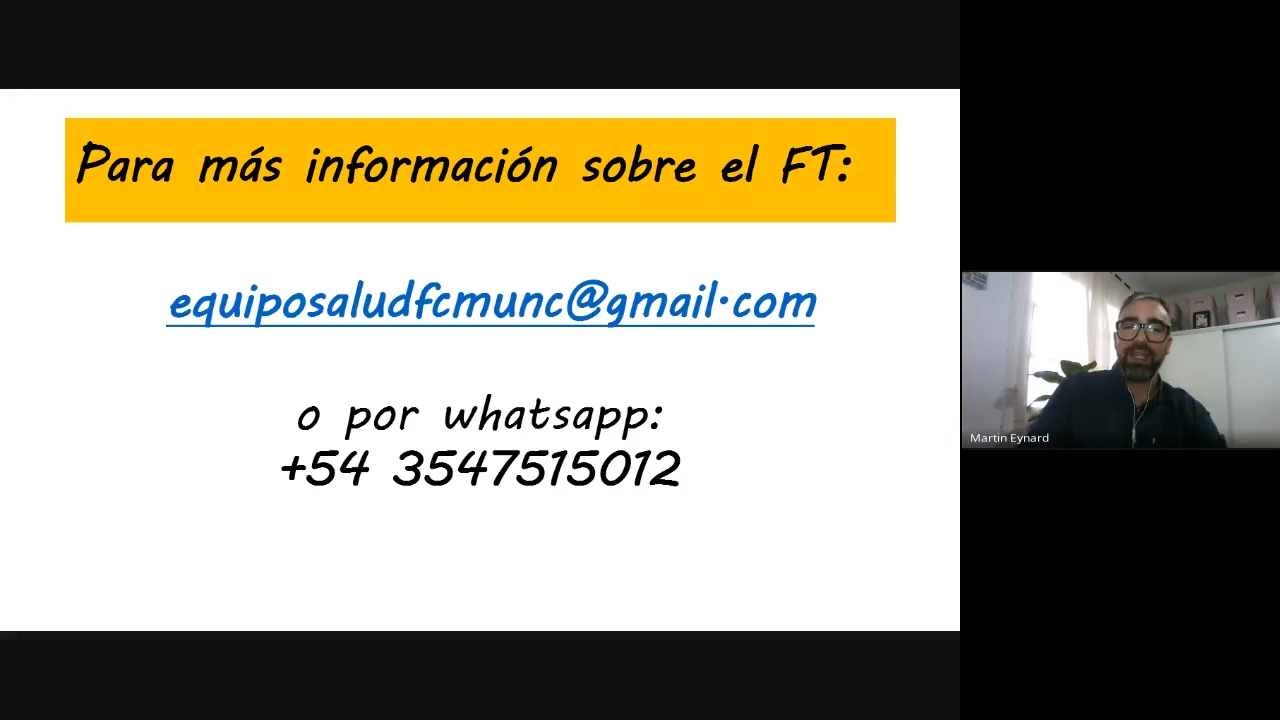 Para más información sobre el FT:
equiposaludfcmunc@gmail.com
o por whatsapp:
+54 3547515012
Martin Eynard